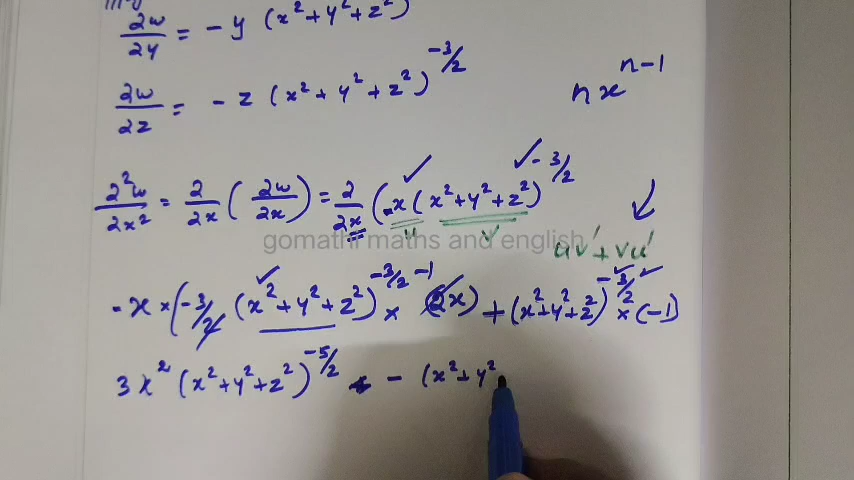 ∂w/∂y = - y (x² + y² + z²)
∂w/∂z = - z (x² + y² + z²)^-3/2
n x^n-1
∂²w/∂x² = ∂/∂x (∂w/∂x) = ∂/∂x (-x (x² + y² + z²)^-3/2
u v
gomathi maths and english
uv' + vu'
- x × (-3/2 (x² + y² + z²)^-3/2 -1 × 2x) + (x² + y² + z²)^-3/2 × (-1)
3x² (x² + y² + z²)^-5/2 - (x² + y²